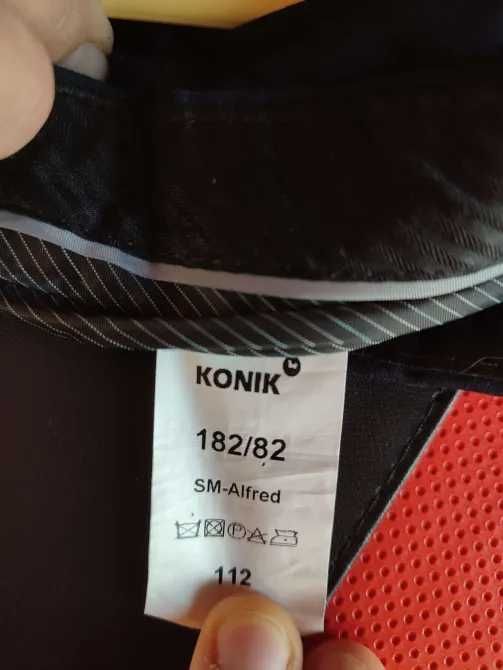 KONIK
182/82
SM-Alfred
112